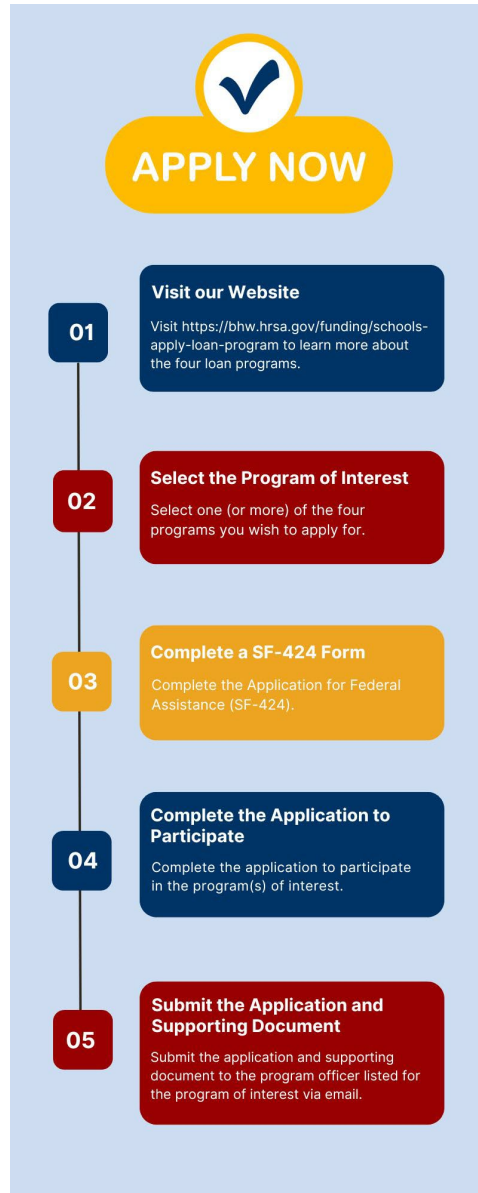 APPLY NOW
01
Visit our Website
Visit https://bhw.hrsa.gov/funding/schools-
apply-loan-program to learn more about
the four loan programs.
02
Select the Program of Interest
Select one (or more) of the four
programs you wish to apply for.
03
Complete a SF-424 Form
Complete the Application for Federal
Assistance (SF-424).
04
Complete the Application to
Participate
Complete the application to participate
in the program(s) of interest.
05
Submit the Application and
Supporting Document
Submit the application and supporting
document to the program officer listed for
the program of interest via email.